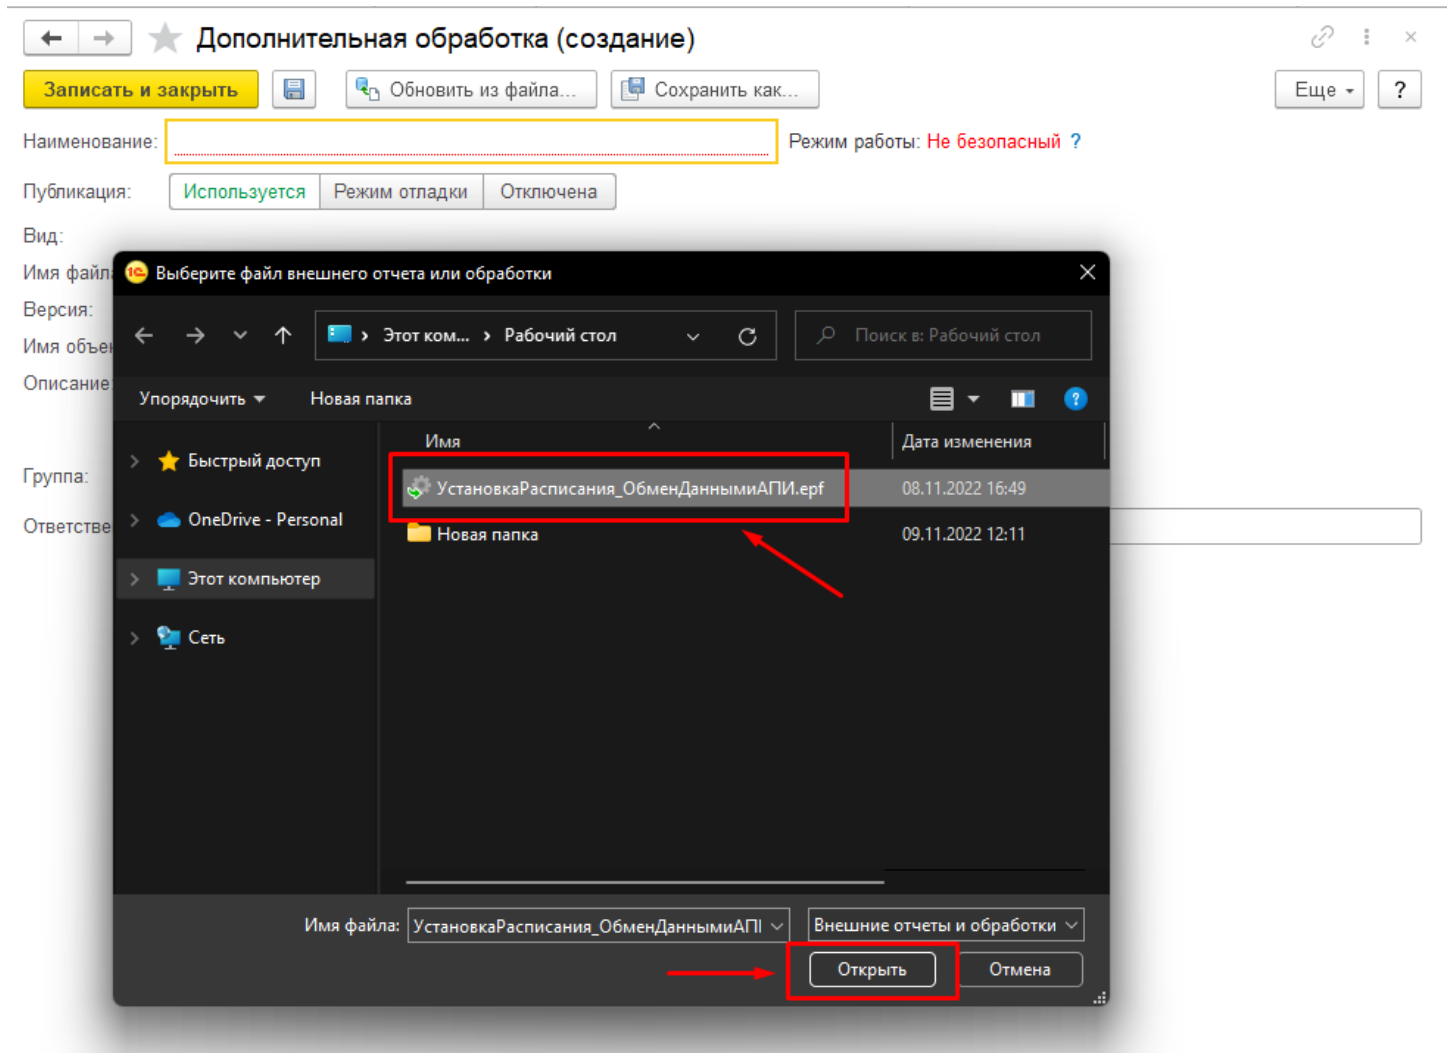 Дополнительная обработка (создание)
Записать и закрыть Обновить из файла... Сохранить как... Еще ?
Наименование: Режим работы: Не безопасный ?
Публикация: Используется Режим отладки Отключена
Вид:
Имя файл
1С Выберите файл внешнего отчета или обработки
Версия:
Этот ком... Рабочий стол Поиск в: Рабочий стол
Имя объе
Описание:
Упорядочить Новая папка ?
Имя Дата изменения
Быстрый доступ
Группа:
УстановкаРасписания_ОбменДаннымиАПИ.epf 08.11.2022 16:49
OneDrive - Personal
Ответстве
Новая папка 09.11.2022 12:11
Этот компьютер
Сеть
Имя файла: УстановкаРасписания_ОбменДаннымиАПІ Внешние отчеты и обработки
Открыть Отмена